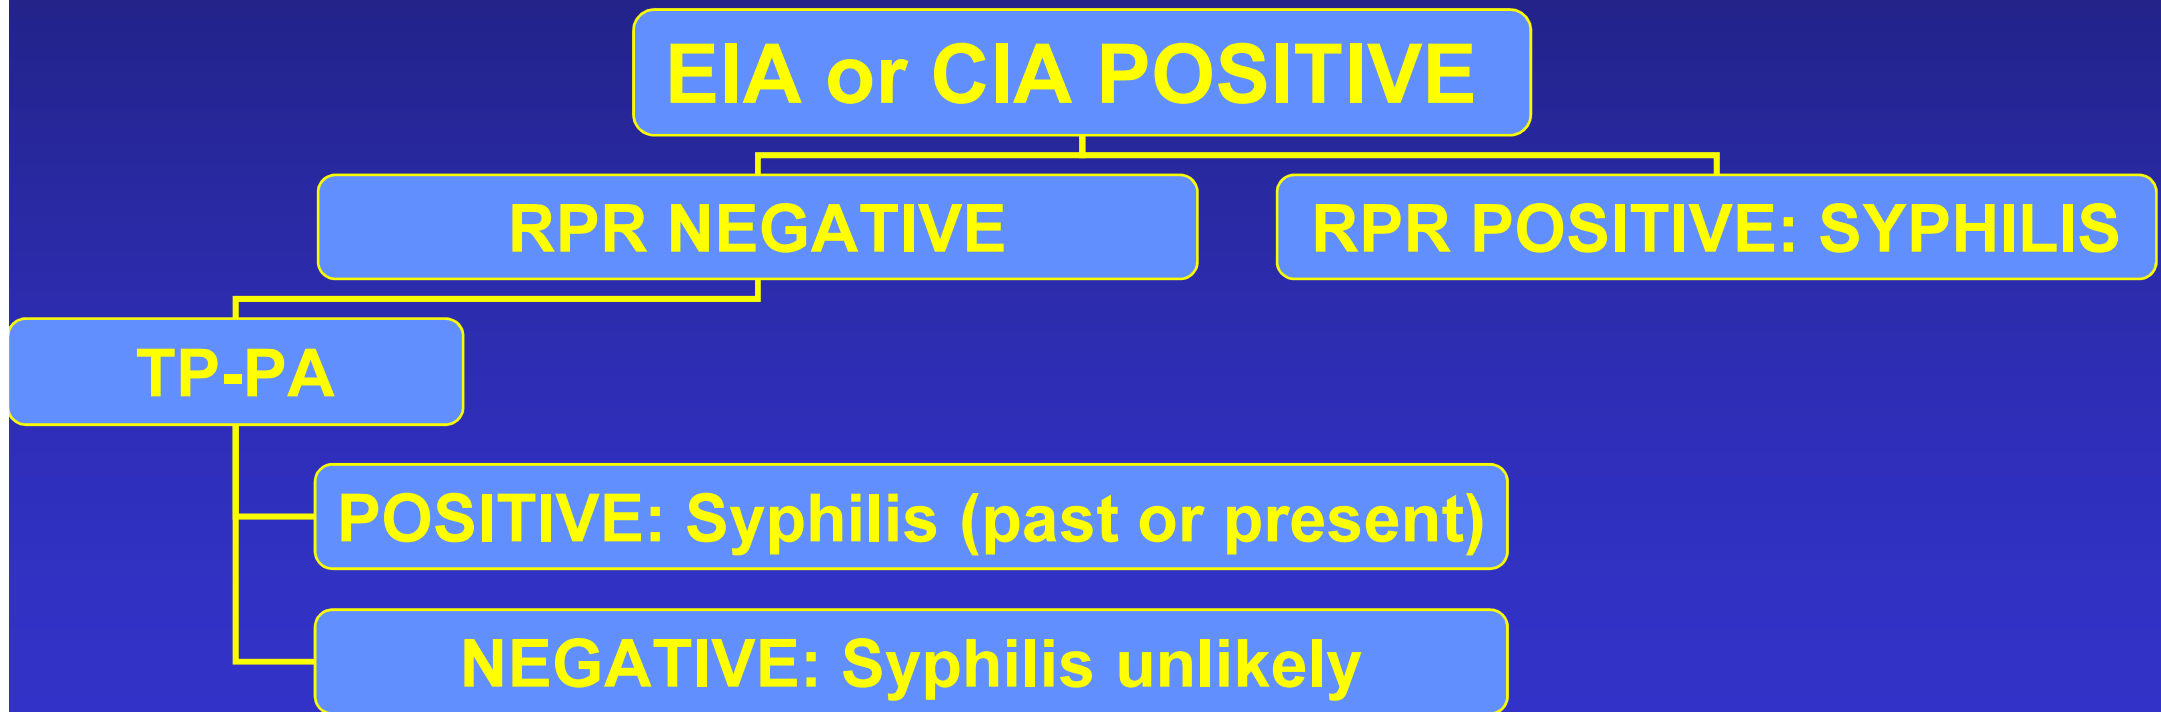 EIA or CIA POSITIVE
RPR NEGATIVE
RPR POSITIVE: SYPHILIS
TP-PA
POSITIVE: Syphilis (past or present)
NEGATIVE: Syphilis unlikely